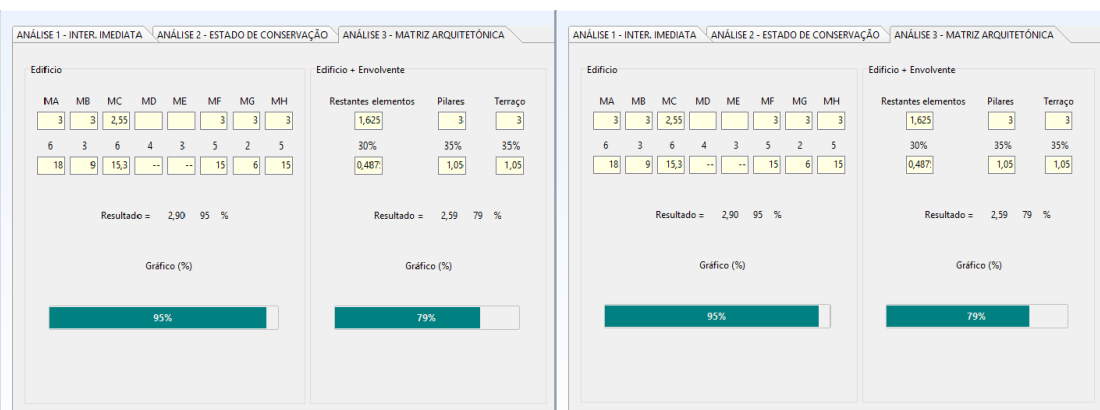 ANÁLISE 1 - INTER. IMEDIATA ANÁLISE 2 - ESTADO DE CONSERVAÇÃO ANÁLISE 3 - MATRIZ ARQUITETÓNICA
Edifício Edifício + Envolvente
MA MB MC MD ME MF MG MH Restantes elementos Pilares Terraço
3 3 2,55 3 3 3 1,625 3 3
6 3 6 4 3 5 2 5 30% 35% 35%
18 9 15,3 -- -- 15 6 15 0,487 1,05 1,05
Resultado = 2,90 95 % Resultado = 2,59 79 %
Gráfico (%) Gráfico (%)
95% 79%
ANÁLISE 1 - INTER. IMEDIATA ANÁLISE 2 - ESTADO DE CONSERVAÇÃO ANÁLISE 3 - MATRIZ ARQUITETÓNICA
Edifício Edifício + Envolvente
MA MB MC MD ME MF MG MH Restantes elementos Pilares Terraço
3 3 2,55 3 3 3 1,625 3 3
6 3 6 4 3 5 2 5 30% 35% 35%
18 9 15,3 -- -- 15 6 15 0,487 1,05 1,05
Resultado = 2,90 95 % Resultado = 2,59 79 %
Gráfico (%) Gráfico (%)
95% 79%